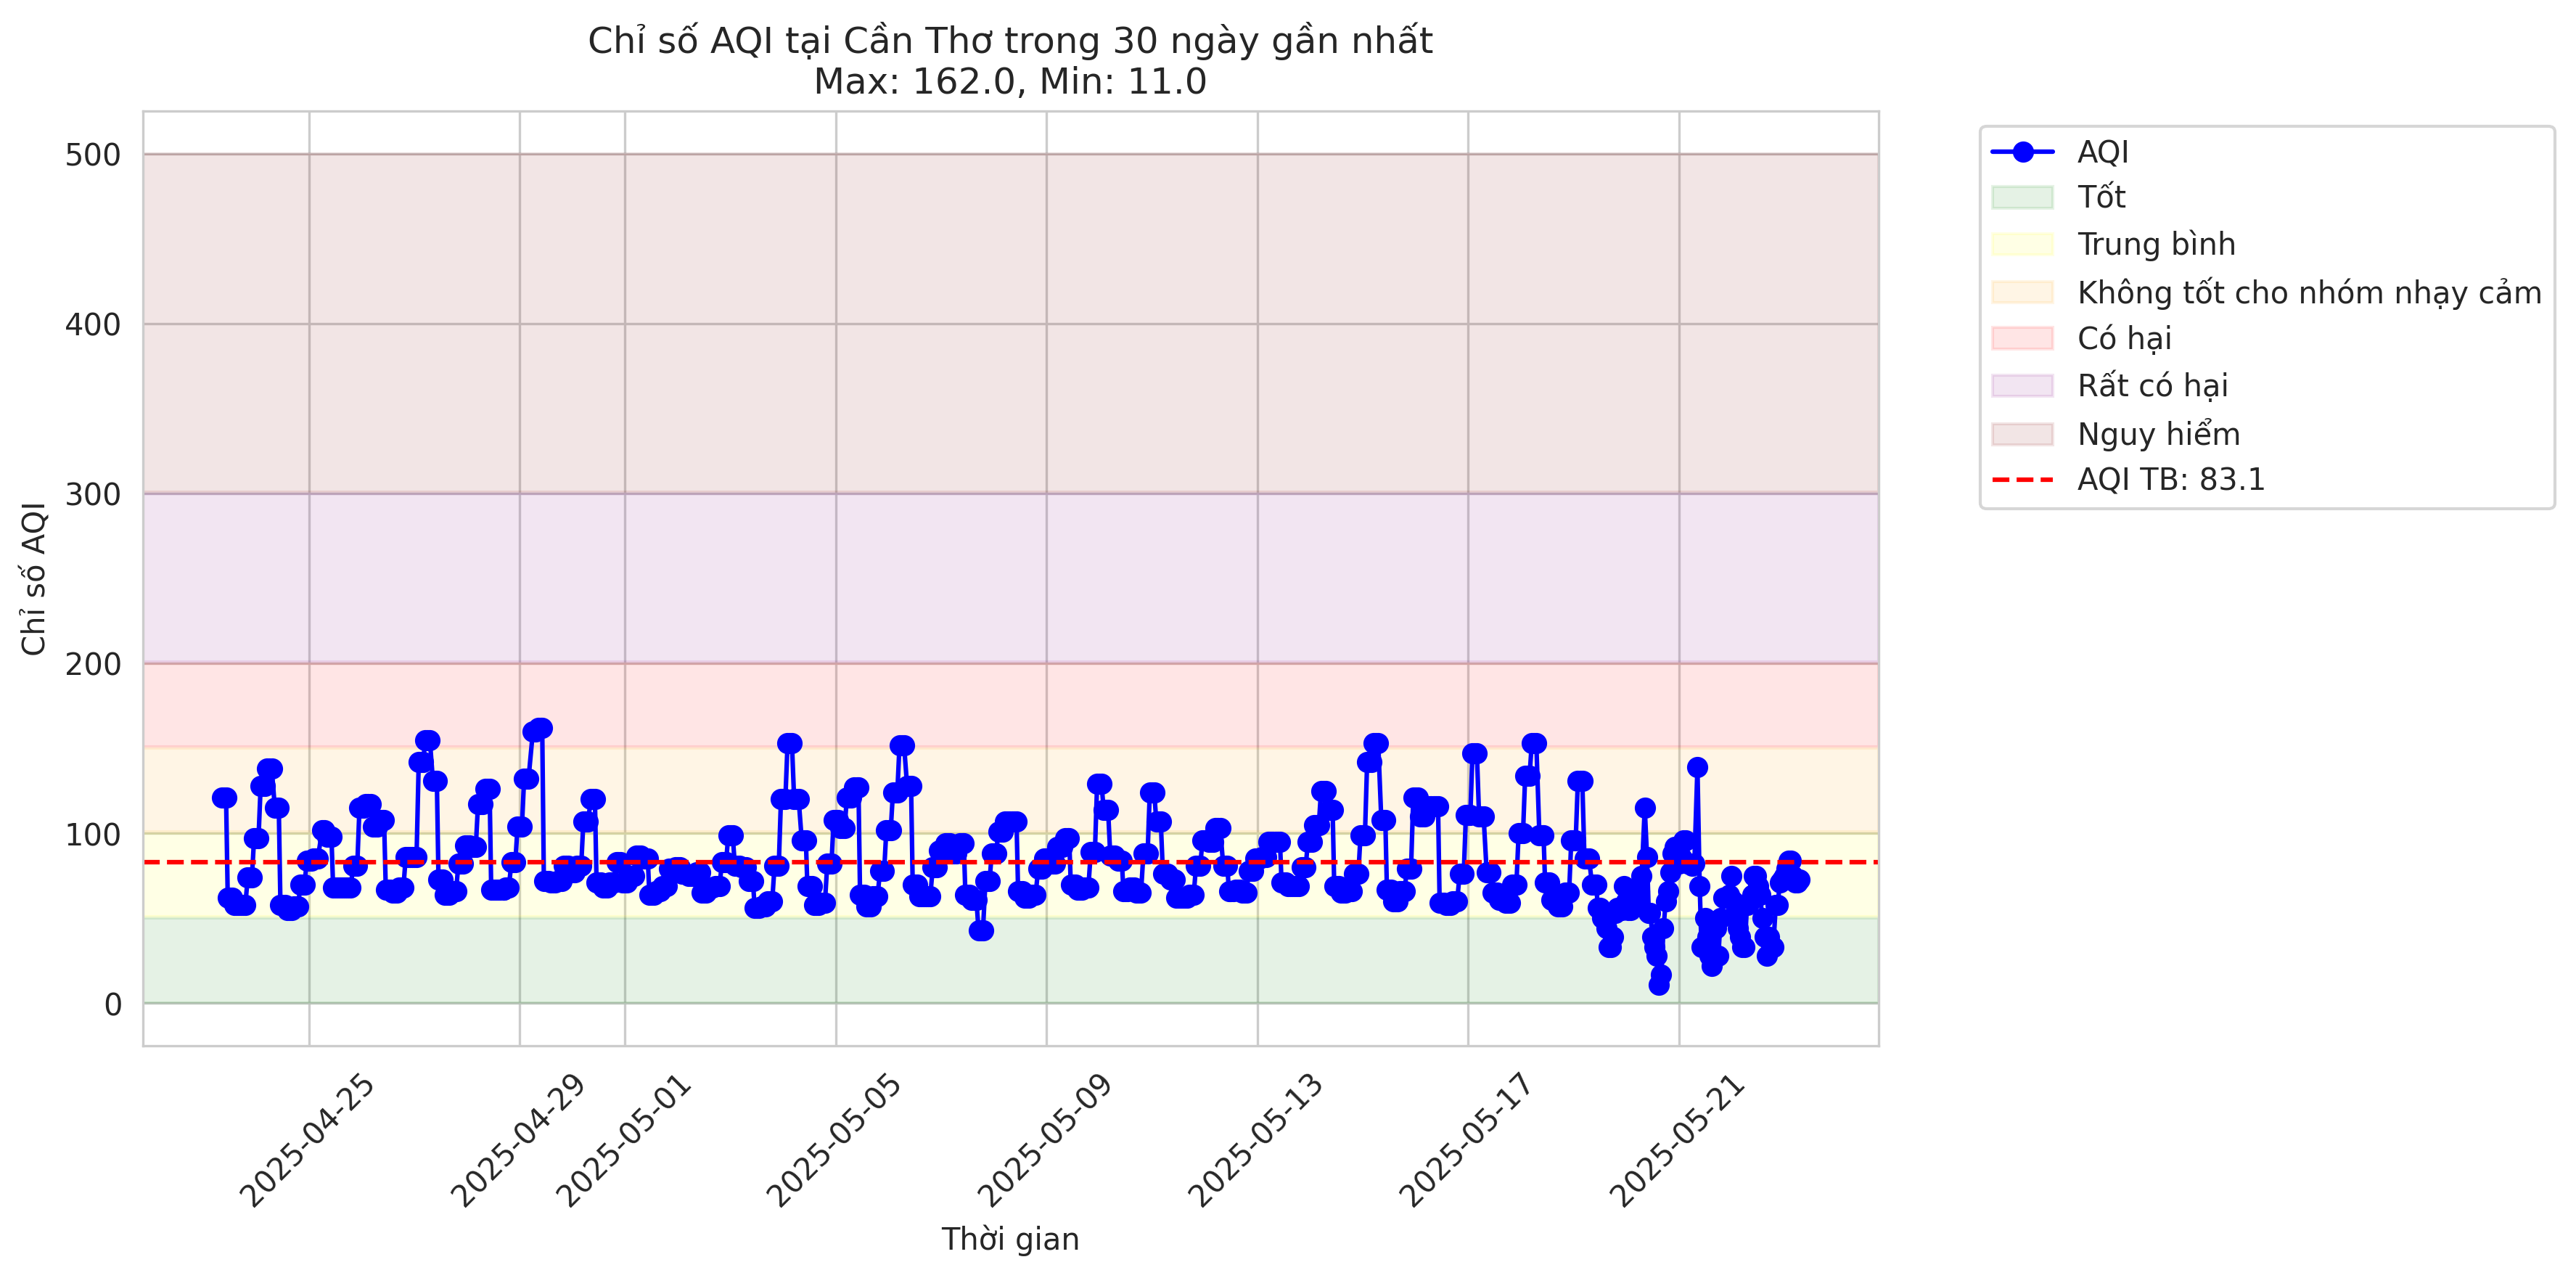 Chỉ số AQI tại Cần Thơ trong 30 ngày gần nhất
Max: 162.0, Min: 11.0
Chỉ số AQI
500
400
300
200
100
0
2025-04-25
2025-04-29
2025-05-01
2025-05-05
2025-05-09
2025-05-13
2025-05-17
2025-05-21
Thời gian
AQI
Tốt
Trung bình
Không tốt cho nhóm nhạy cảm
Có hại
Rất có hại
Nguy hiểm
AQI TB: 83.1